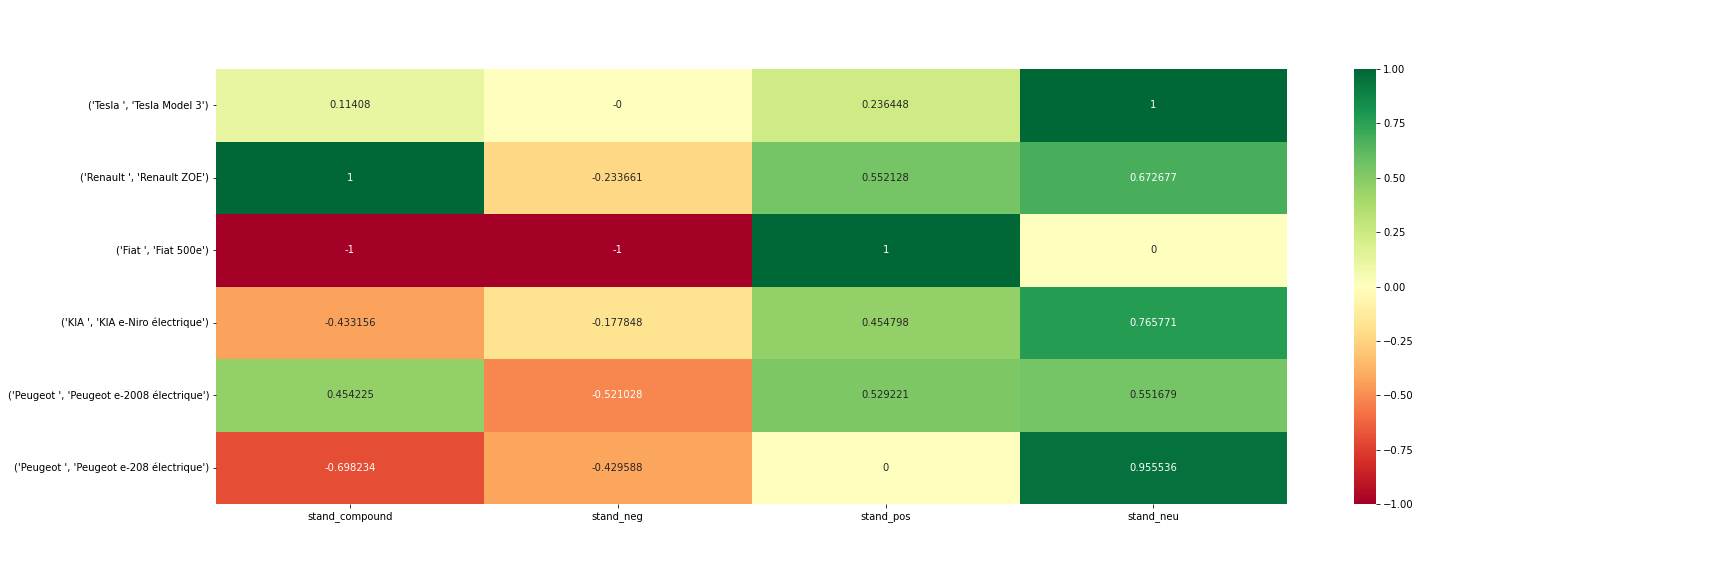 ('Tesla ', 'Tesla Model 3') 0.11408 -0 0.236448 1
('Renault ', 'Renault ZOE') 1 -0.233661 0.552128 0.672677
('Fiat ', 'Fiat 500e') -1 -1 1 0
('KIA ', 'KIA e-Niro électrique') -0.433156 -0.177848 0.454798 0.765771
('Peugeot ', 'Peugeot e-2008 électrique') 0.454225 -0.521028 0.529221 0.551679
('Peugeot ', 'Peugeot e-208 électrique') -0.698234 -0.429588 0 0.955536
stand_compound stand_neg stand_pos stand_neu
1.00
0.75
0.50
0.25
0.00
−0.25
−0.50
−0.75
−1.00